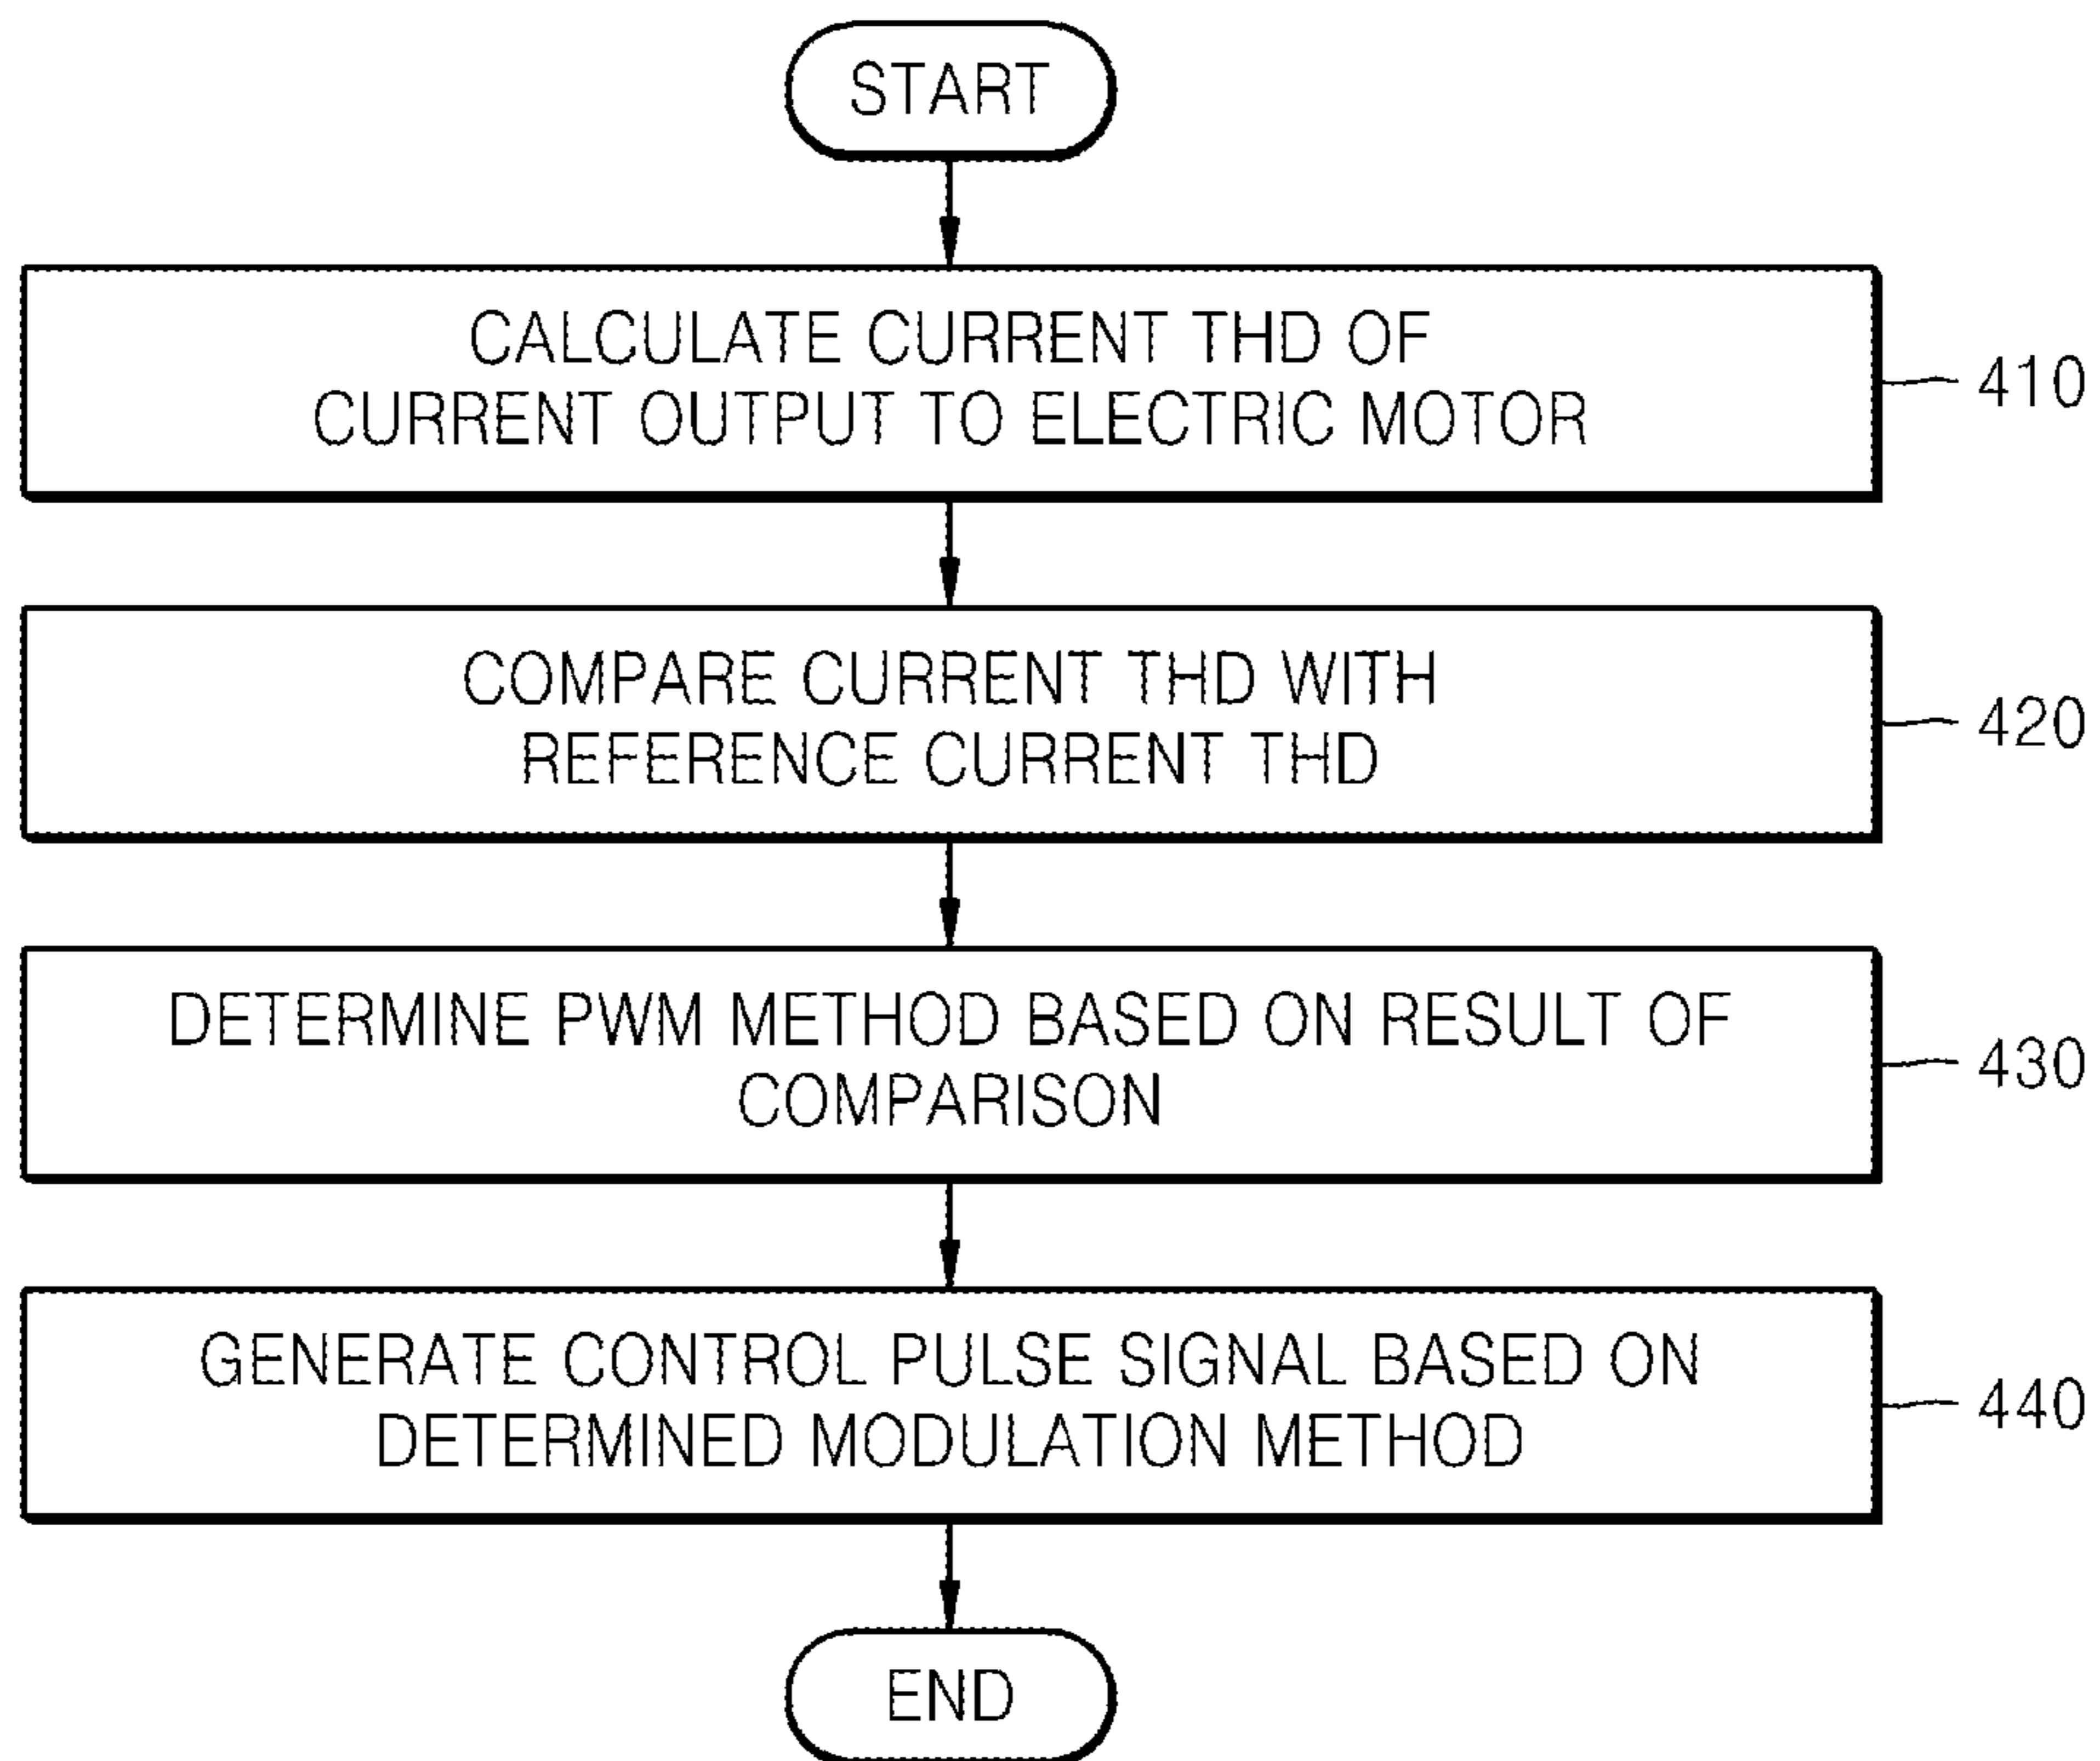 START
CALCULATE CURRENT THD OF
CURRENT OUTPUT TO ELECTRIC MOTOR
410
COMPARE CURRENT THD WITH
REFERENCE CURRENT THD
420
DETERMINE PWM METHOD BASED ON RESULT OF
COMPARISON
430
GENERATE CONTROL PULSE SIGNAL BASED ON
DETERMINED MODULATION METHOD
440
END